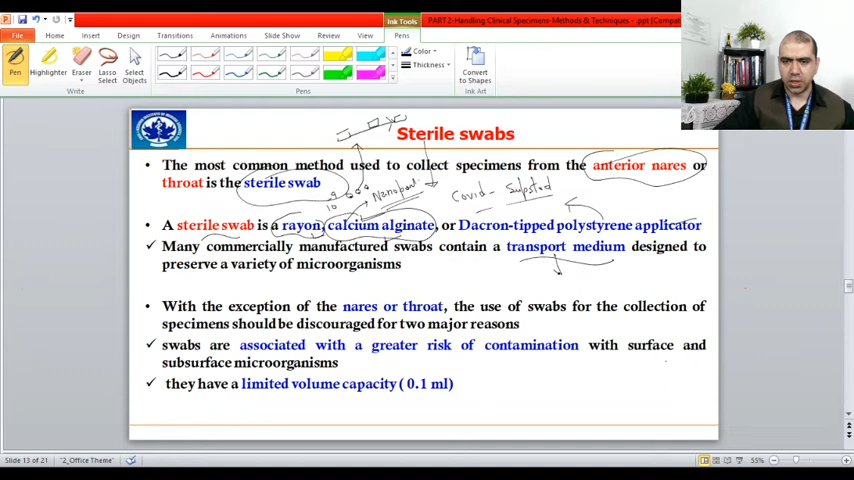 Ink Tools
PART 2-Handling Clinical Specimens-Methods & Techniques - .ppt [Compat
File Home Insert Design Transitions Animations Slide Show Review View Pens
Pen Highlighter Eraser Lasso Select Select Objects
Color
Thickness
Convert to Shapes
Write Pens Ink Art
Sterile swabs
• The most common method used to collect specimens from the anterior nares or
throat is the sterile swab
Covid -
• A sterile swab is a rayon, calcium alginate, or Dacron-tipped polystyrene applicator
✓ Many commercially manufactured swabs contain a transport medium designed to
preserve a variety of microorganisms
• With the exception of the nares or throat, the use of swabs for the collection of
specimens should be discouraged for two major reasons
✓ swabs are associated with a greater risk of contamination with surface and
subsurface microorganisms
✓ they have a limited volume capacity ( 0.1 ml)
Slide 13 of 21 "2_Office Theme" 55%